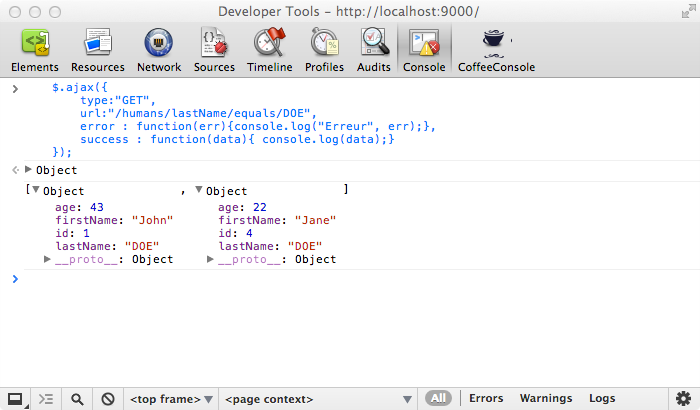 Developer Tools - http://localhost:9000/
Elements Resources Network Sources Timeline Profiles Audits Console CoffeeConsole
$.ajax({
type:"GET",
url:"/humans/lastName/equals/DOE",
error : function(err){console.log("Erreur", err);},
success : function(data){ console.log(data);}
});
Object
[Object , Object ]
age: 43 age: 22
firstName: "John" firstName: "Jane"
id: 1 id: 4
lastName: "DOE" lastName: "DOE"
__proto__: Object __proto__: Object
<top frame> <page context> All Errors Warnings Logs